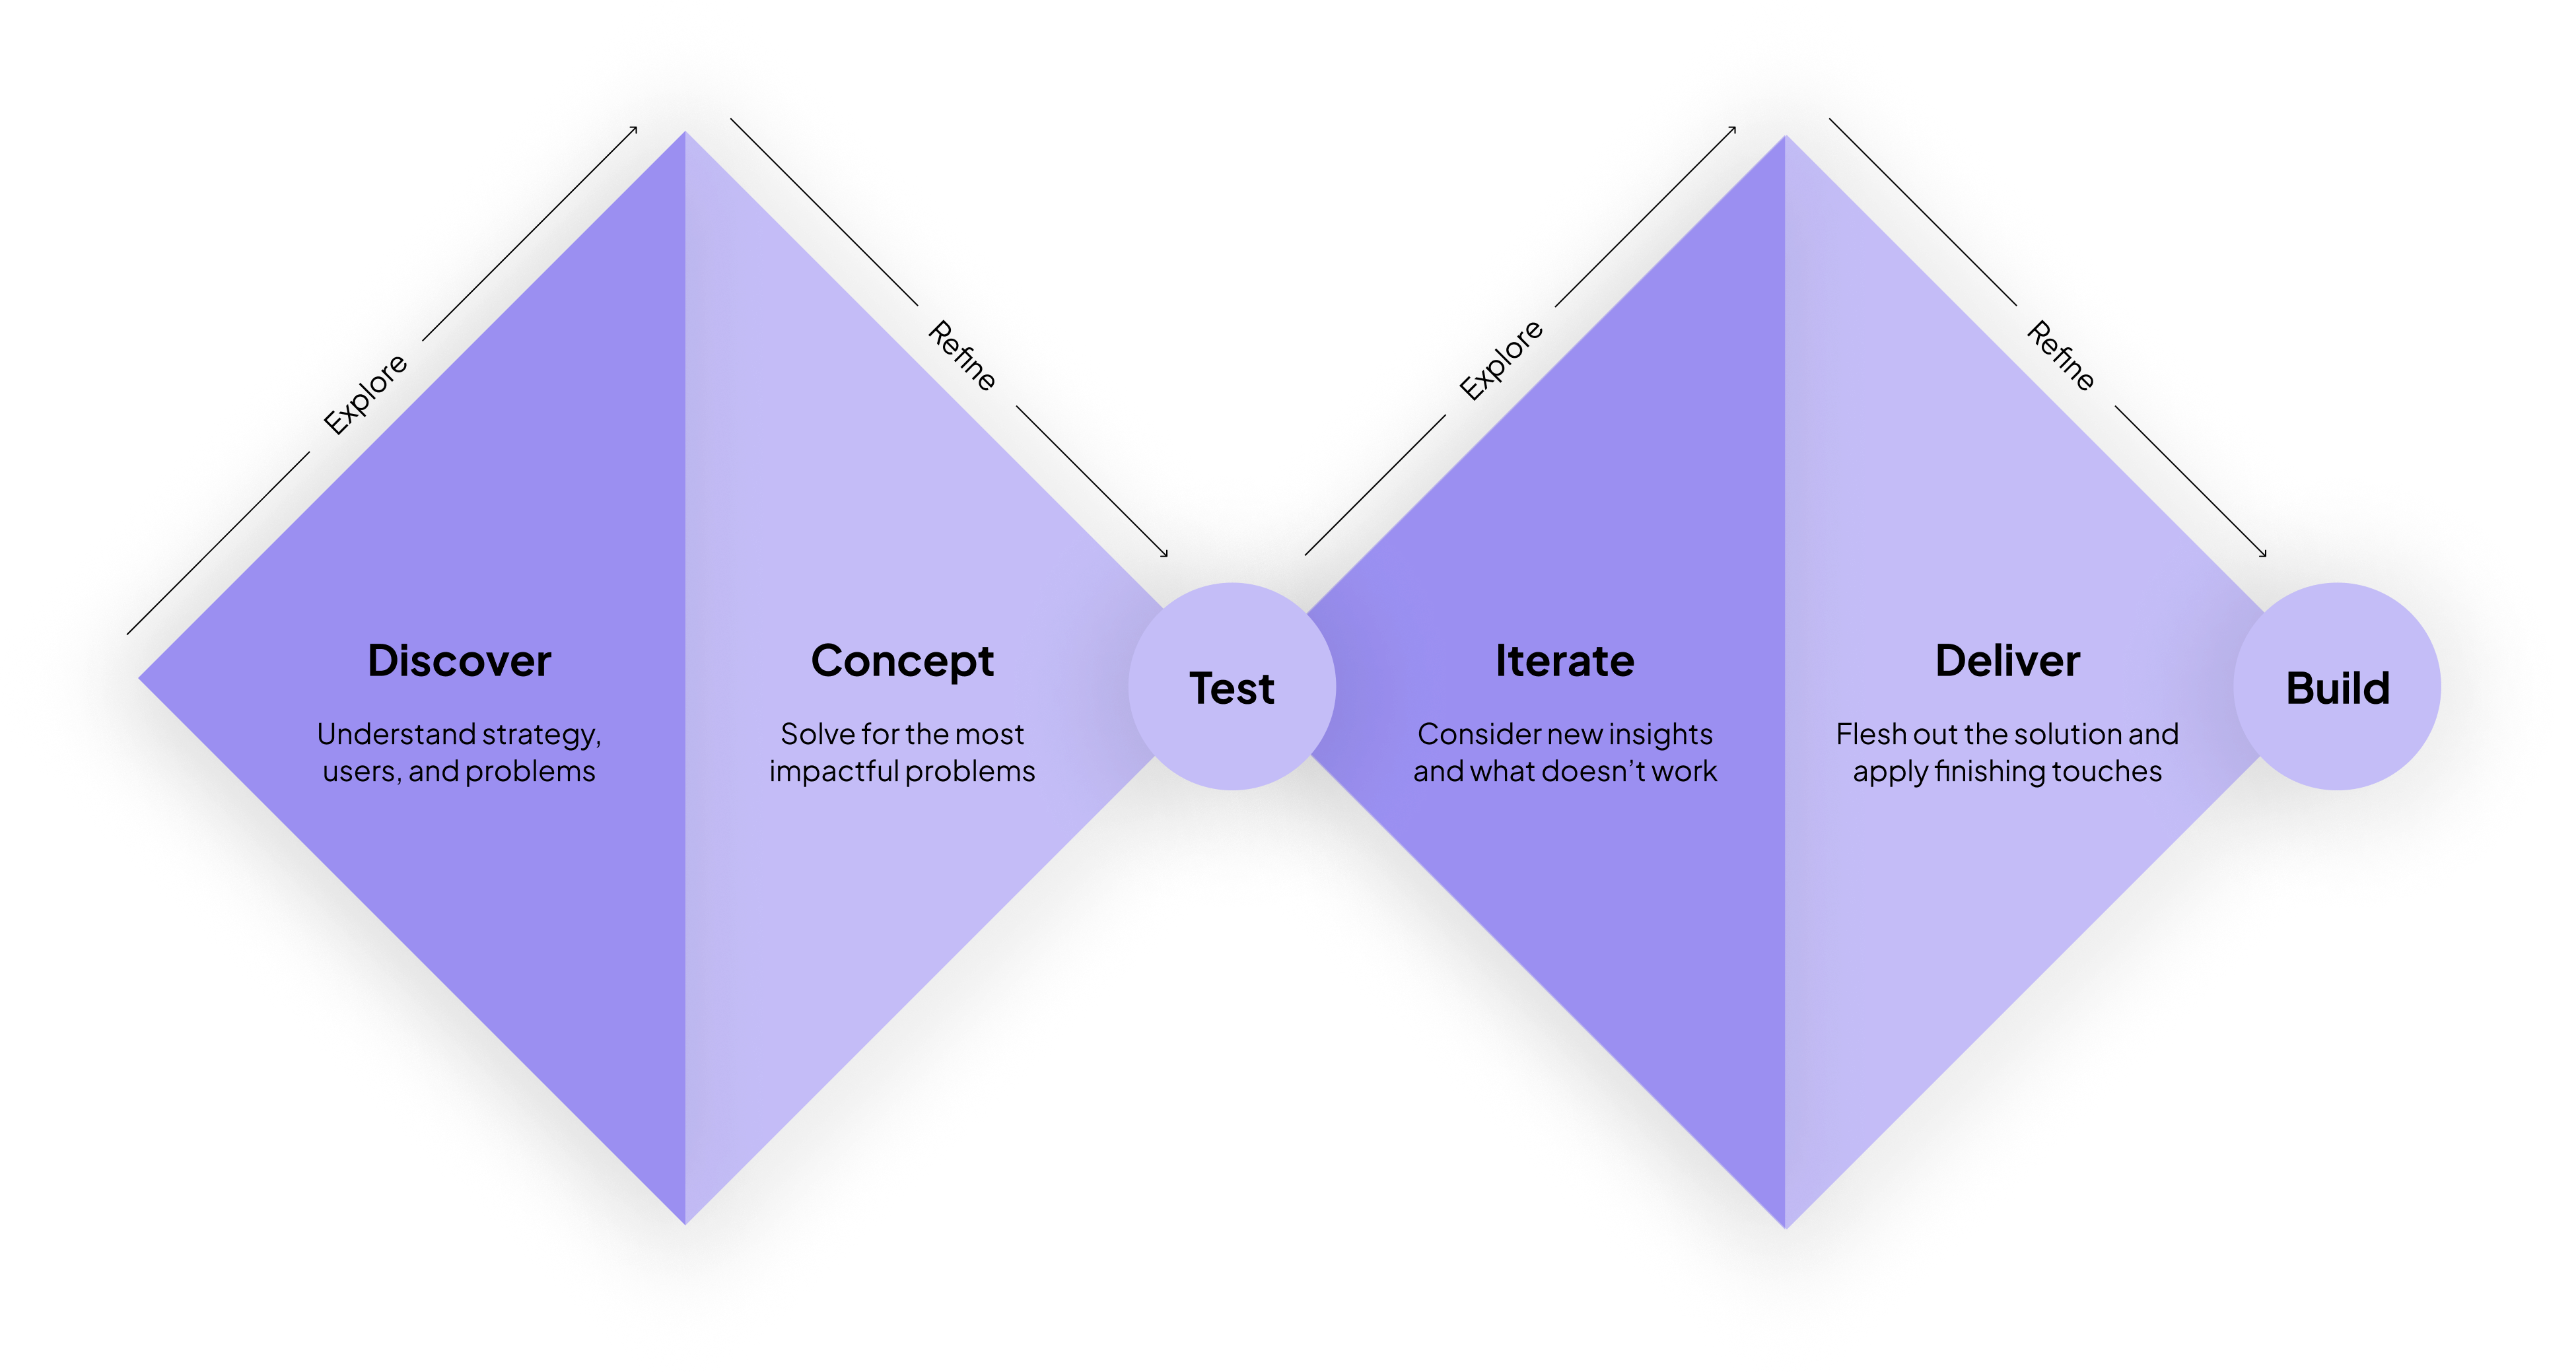 Explore
Refine
Explore
Refine
Discover
Understand strategy,
users, and problems
Concept
Solve for the most
impactful problems
Test
Iterate
Consider new insights
and what doesn’t work
Deliver
Flesh out the solution and
apply finishing touches
Build